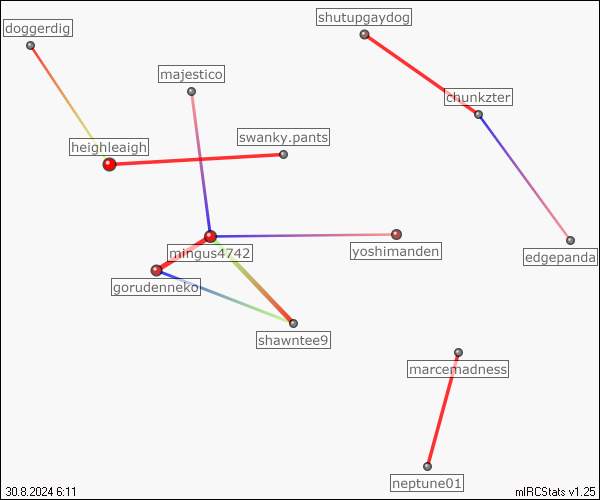 shutupgaydog
doggerdig
majestico
chunkzter
swanky.pants
heighleaigh
mingus4742
yoshimanden
edgepanda
gorudenneko
shawntee9
marcemadness
neptune01
30.8.2024 6:11
mIRCStats v1.25